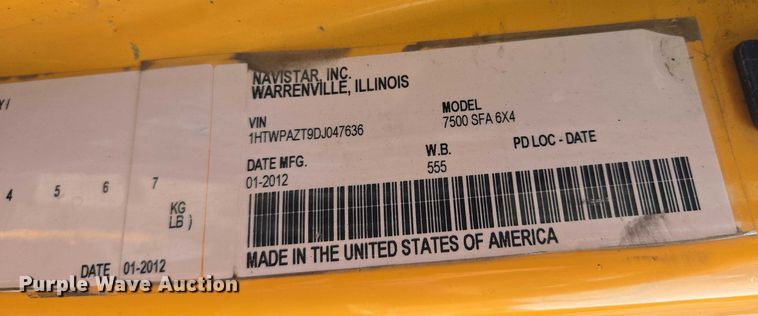 NAVISTAR, INC.
WARRENVILLE, ILLINOIS
VIN MODEL
1HTWPAZT9DJ047636 7500 SFA 6X4
DATE MFG. W.B. PD LOC - DATE
01-2012 555
MADE IN THE UNITED STATES OF AMERICA
4 5 6 7
KG
LB )
DATE 01-2012
Purple Wave Auction